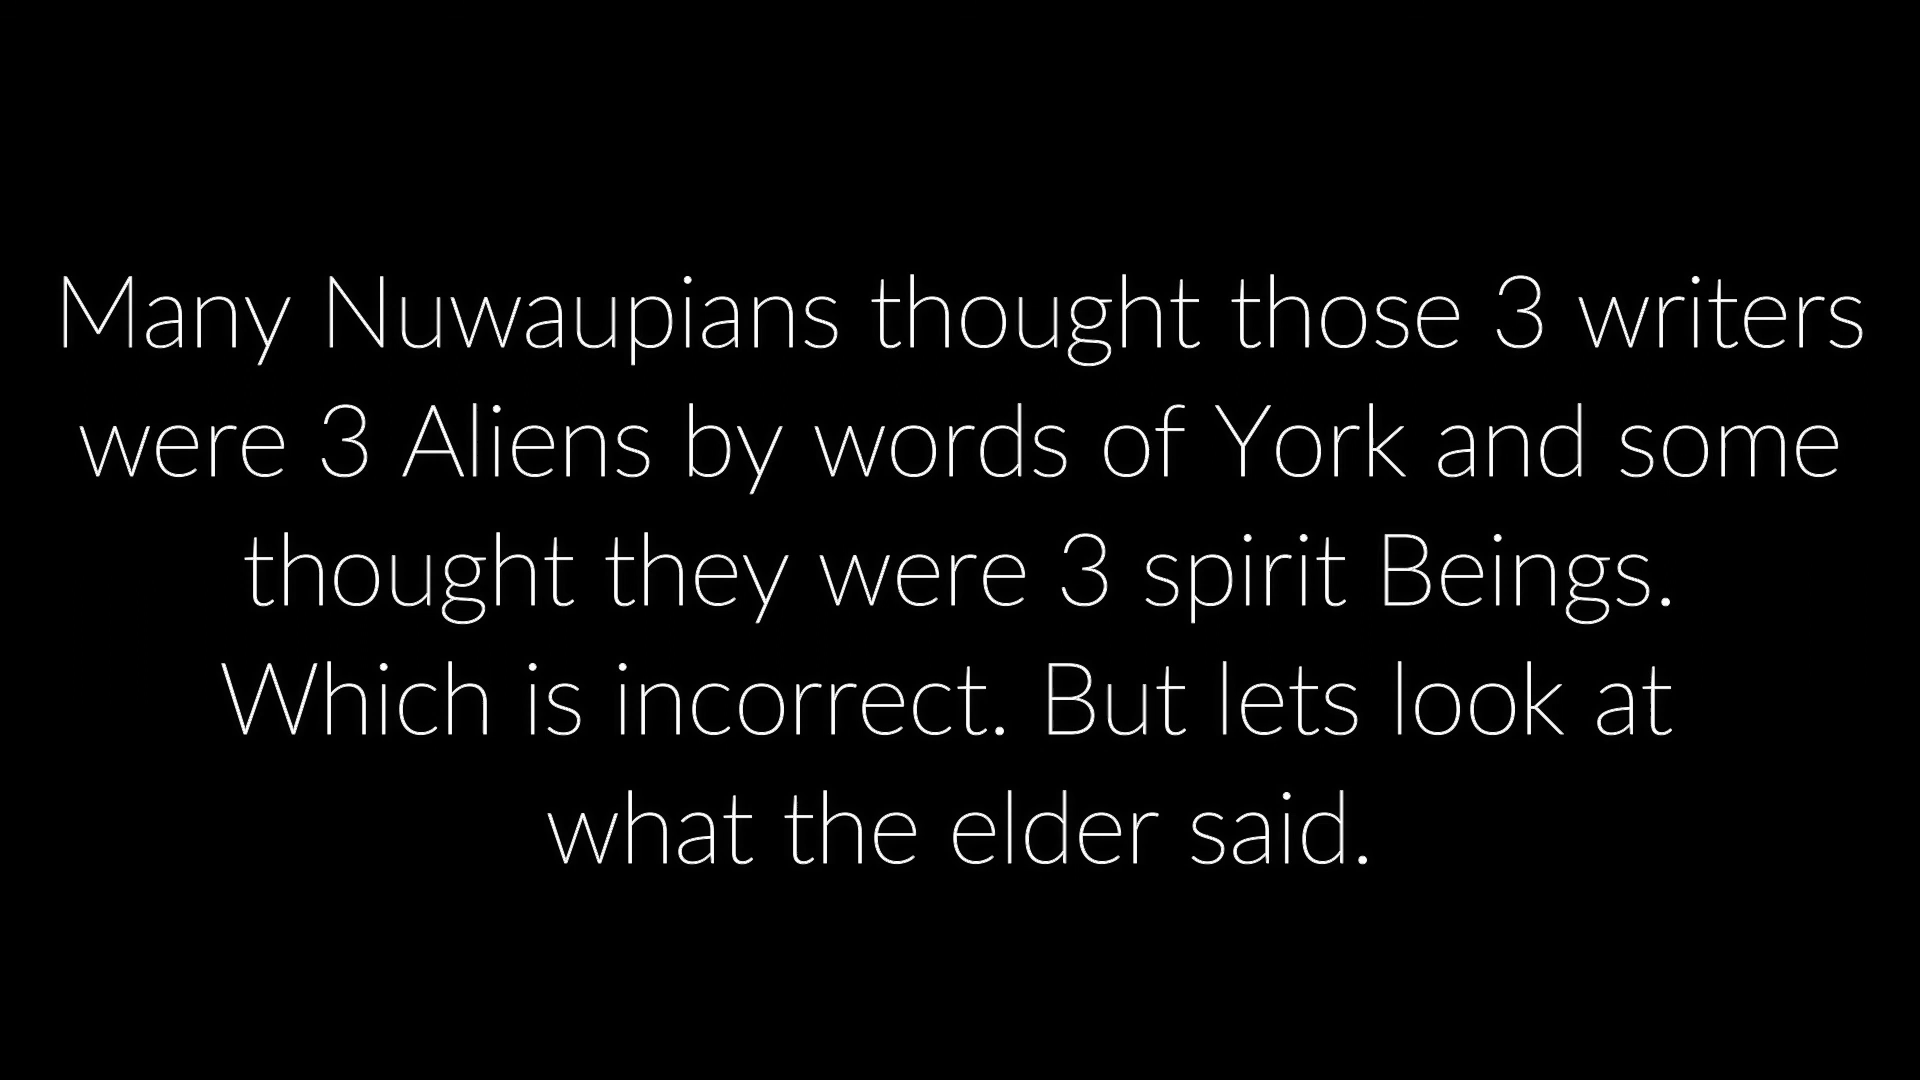 Many Nuwaupians thought those 3 writers
were 3 Aliens by words of York and some
thought they were 3 spirit Beings.
Which is incorrect. But lets look at
what the elder said.